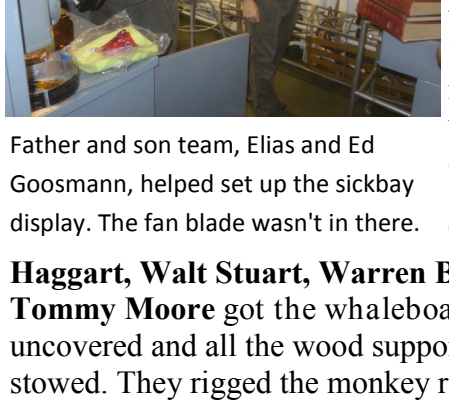 Father and son team, Elias and Ed
Goosmann, helped set up the sickbay
display. The fan blade wasn't in there.
Haggart, Walt Stuart, Warren
Tommy Moore got the
uncovered and all the wood
stowed. They rigged the monkey